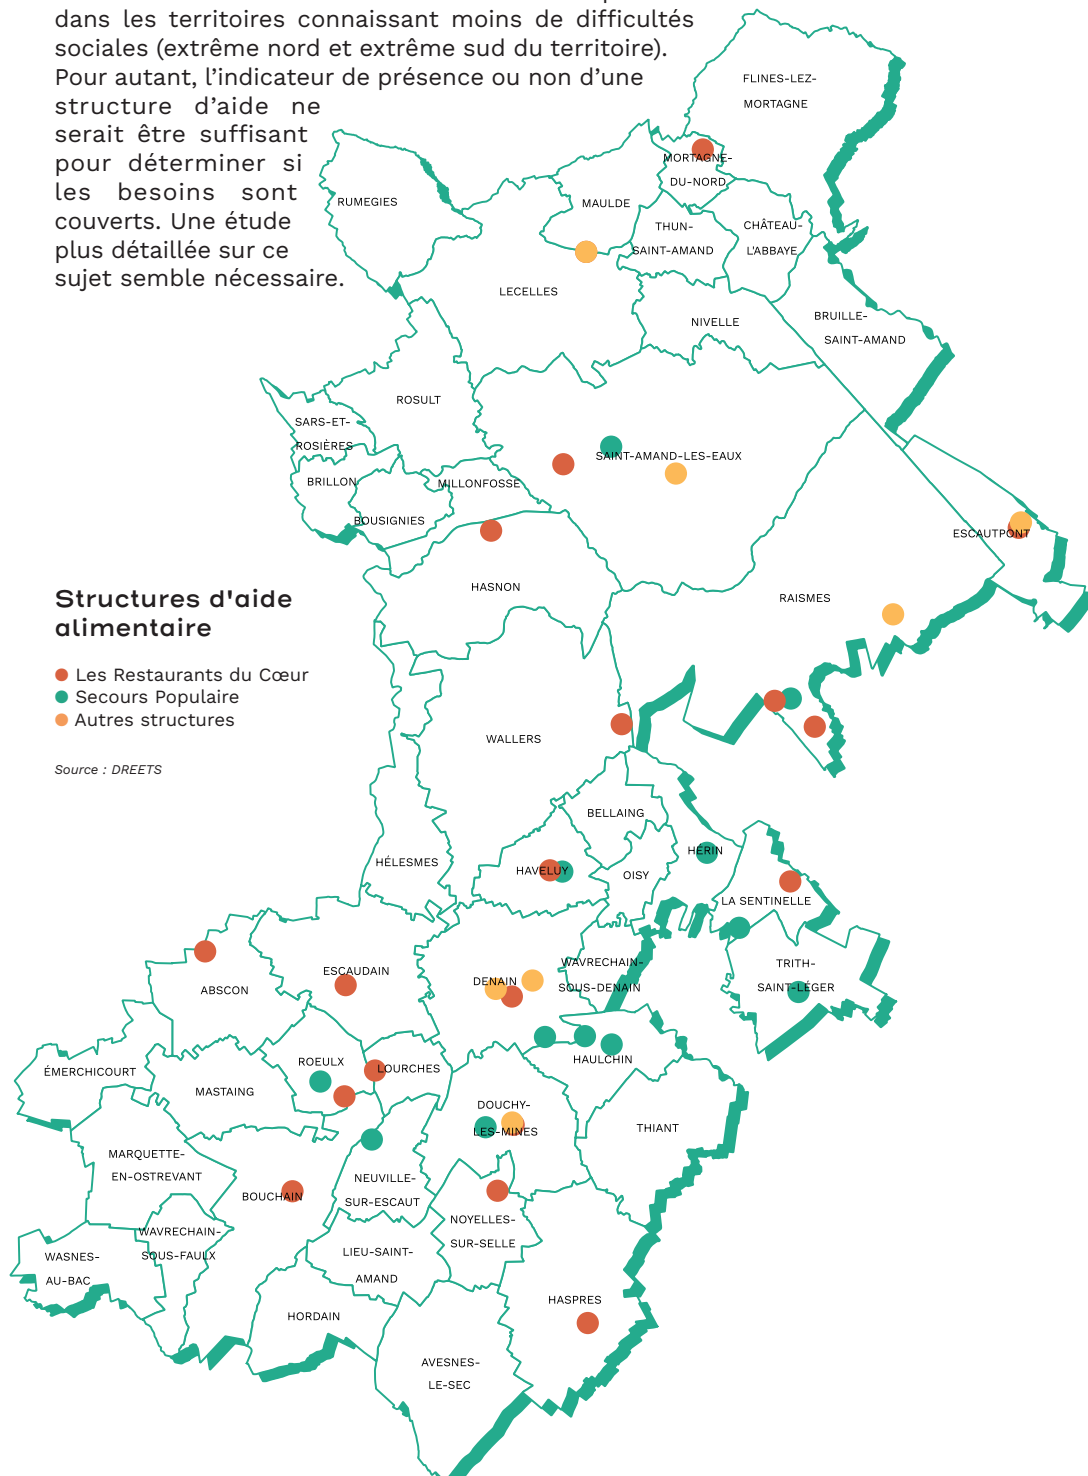 dans les territoires connaissant moins de difficultés
sociales (extrême nord et extrême sud du territoire).
Pour autant, l’indicateur de présence ou non d’une
structure d’aide ne
serait être suffisant
pour déterminer si
les besoins sont
couverts. Une étude
plus détaillée sur ce
sujet semble nécessaire.
FLINES-LEZ-
MORTAGNE
MORTAGNE-
DU-NORD
RUMEGIES
MAULDE
THUN-
SAINT-AMAND
CHÂTEAU-
L'ABBAYE
LECELLES
NIVELLE
BRUILLE-
SAINT-AMAND
ROSULT
SARS-ET-
ROSIÈRES
SAINT-AMAND-LES-EAUX
BRILLON
MILLONFOSSE
BOUSIGNIES
ESCAUTPONT
HASNON
RAISMES
Structures d'aide
alimentaire
Les Restaurants du Cœur
Secours Populaire
Autres structures
Source : DREETS
WALLERS
BELLAING
HÉRIN
HÉLESMES
HAVELUY
OISY
LA SENTINELLE
ESCAUDAIN
ABSCON
DENAIN
WAVRECHAIN-
SOUS-DENAIN
TRITH-
SAINT-LÉGER
HAULCHIN
ÉMERCHICOURT
MASTAING
ROEULX
LOURCHES
DOUCHY-
LES-MINES
THIANT
MARQUETTE-
EN-OSTREVANT
BOUCHAIN
NEUVILLE-
SUR-ESCAUT
NOYELLES-
SUR-SELLE
WAVRECHAIN-
SOUS-FAULX
WASNES-
AU-BAC
LIEU-SAINT-
AMAND
HASPRES
HORDAIN
AVESNES-
LE-SEC